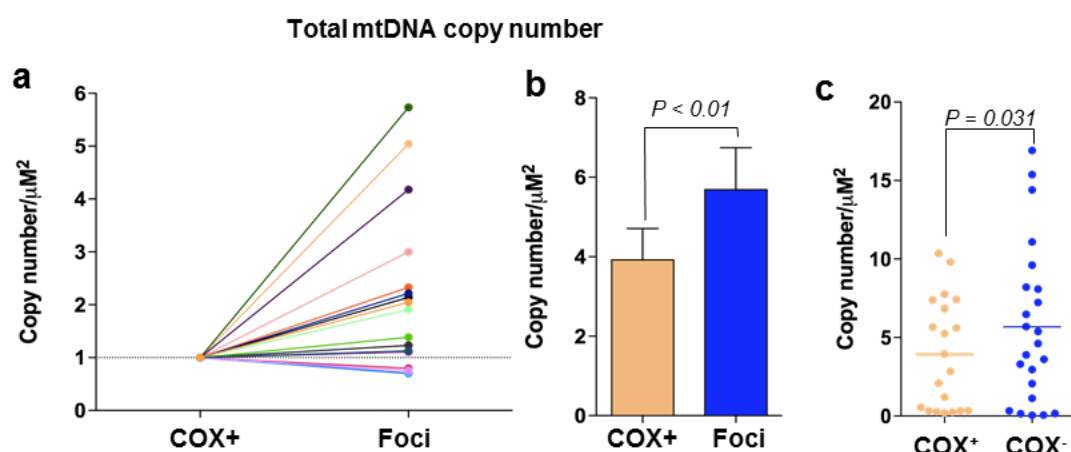 Total mtDNA copy number
a
Copy number/μM²
6
5
4
3
2
1
0
COX+
Foci
b
Copy number/μM²
8
6
4
2
0
P < 0.01
COX+
Foci
c
Copy number/μM²
20
15
10
5
0
P = 0.031
COX⁺
COX⁻